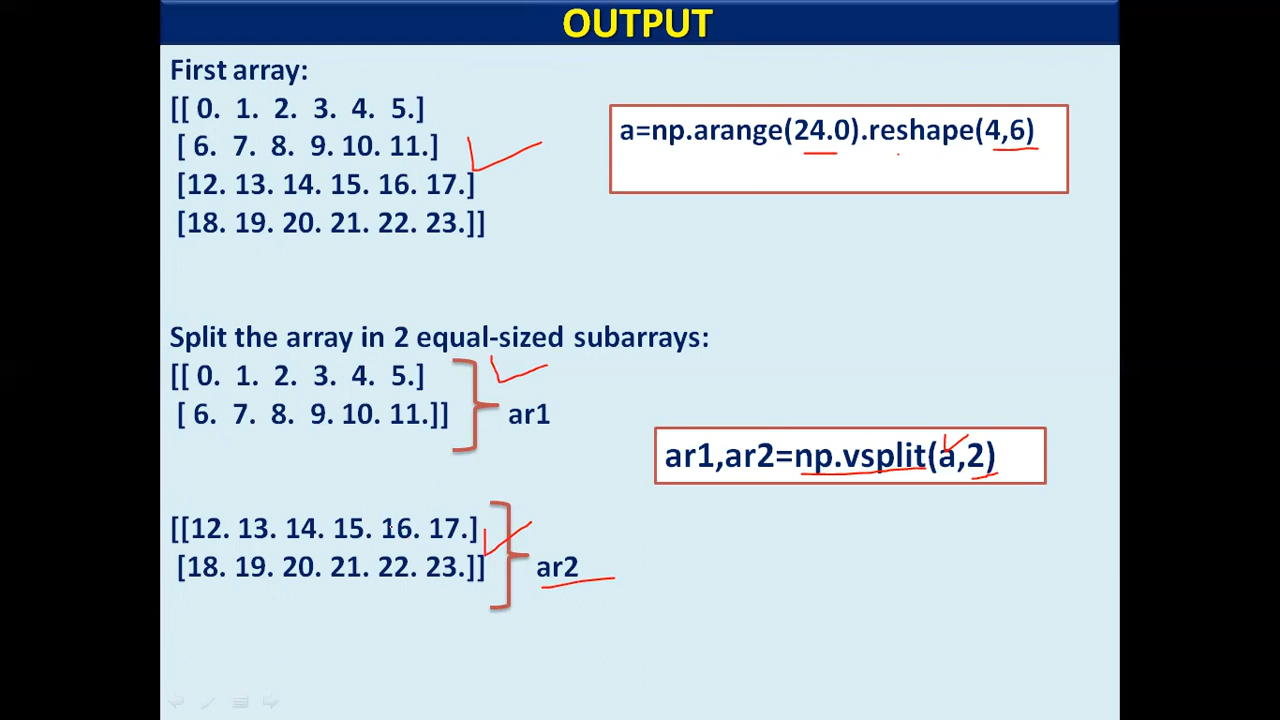 OUTPUT
First array:
[[ 0. 1. 2. 3. 4. 5.]
[ 6. 7. 8. 9. 10. 11.]
[12. 13. 14. 15. 16. 17.]
[18. 19. 20. 21. 22. 23.]]
a=np.arange(24.0).reshape(4,6)
Split the array in 2 equal-sized subarrays:
[[ 0. 1. 2. 3. 4. 5.]
[ 6. 7. 8. 9. 10. 11.]]
ar1
ar1,ar2=np.vsplit(a,2)
[[12. 13. 14. 15. 16. 17.]
[18. 19. 20. 21. 22. 23.]]
ar2